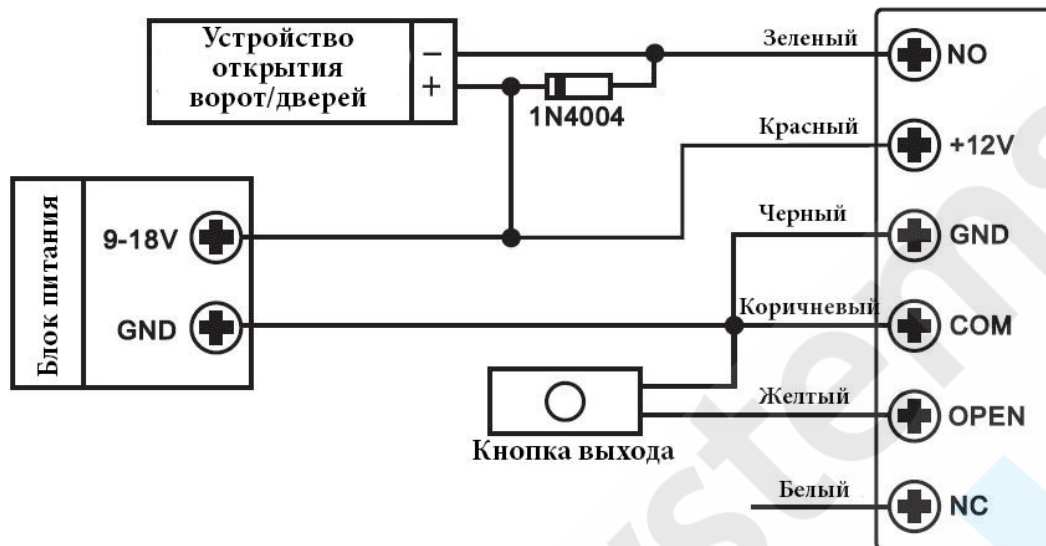 Устройство
открытия
ворот/дверей
−
+
1N4004
Зеленый
NO
Красный
+12V
Блок питания
9-18V
GND
Черный
GND
Коричневый
COM
Кнопка выхода
Желтый
OPEN
Белый
NC